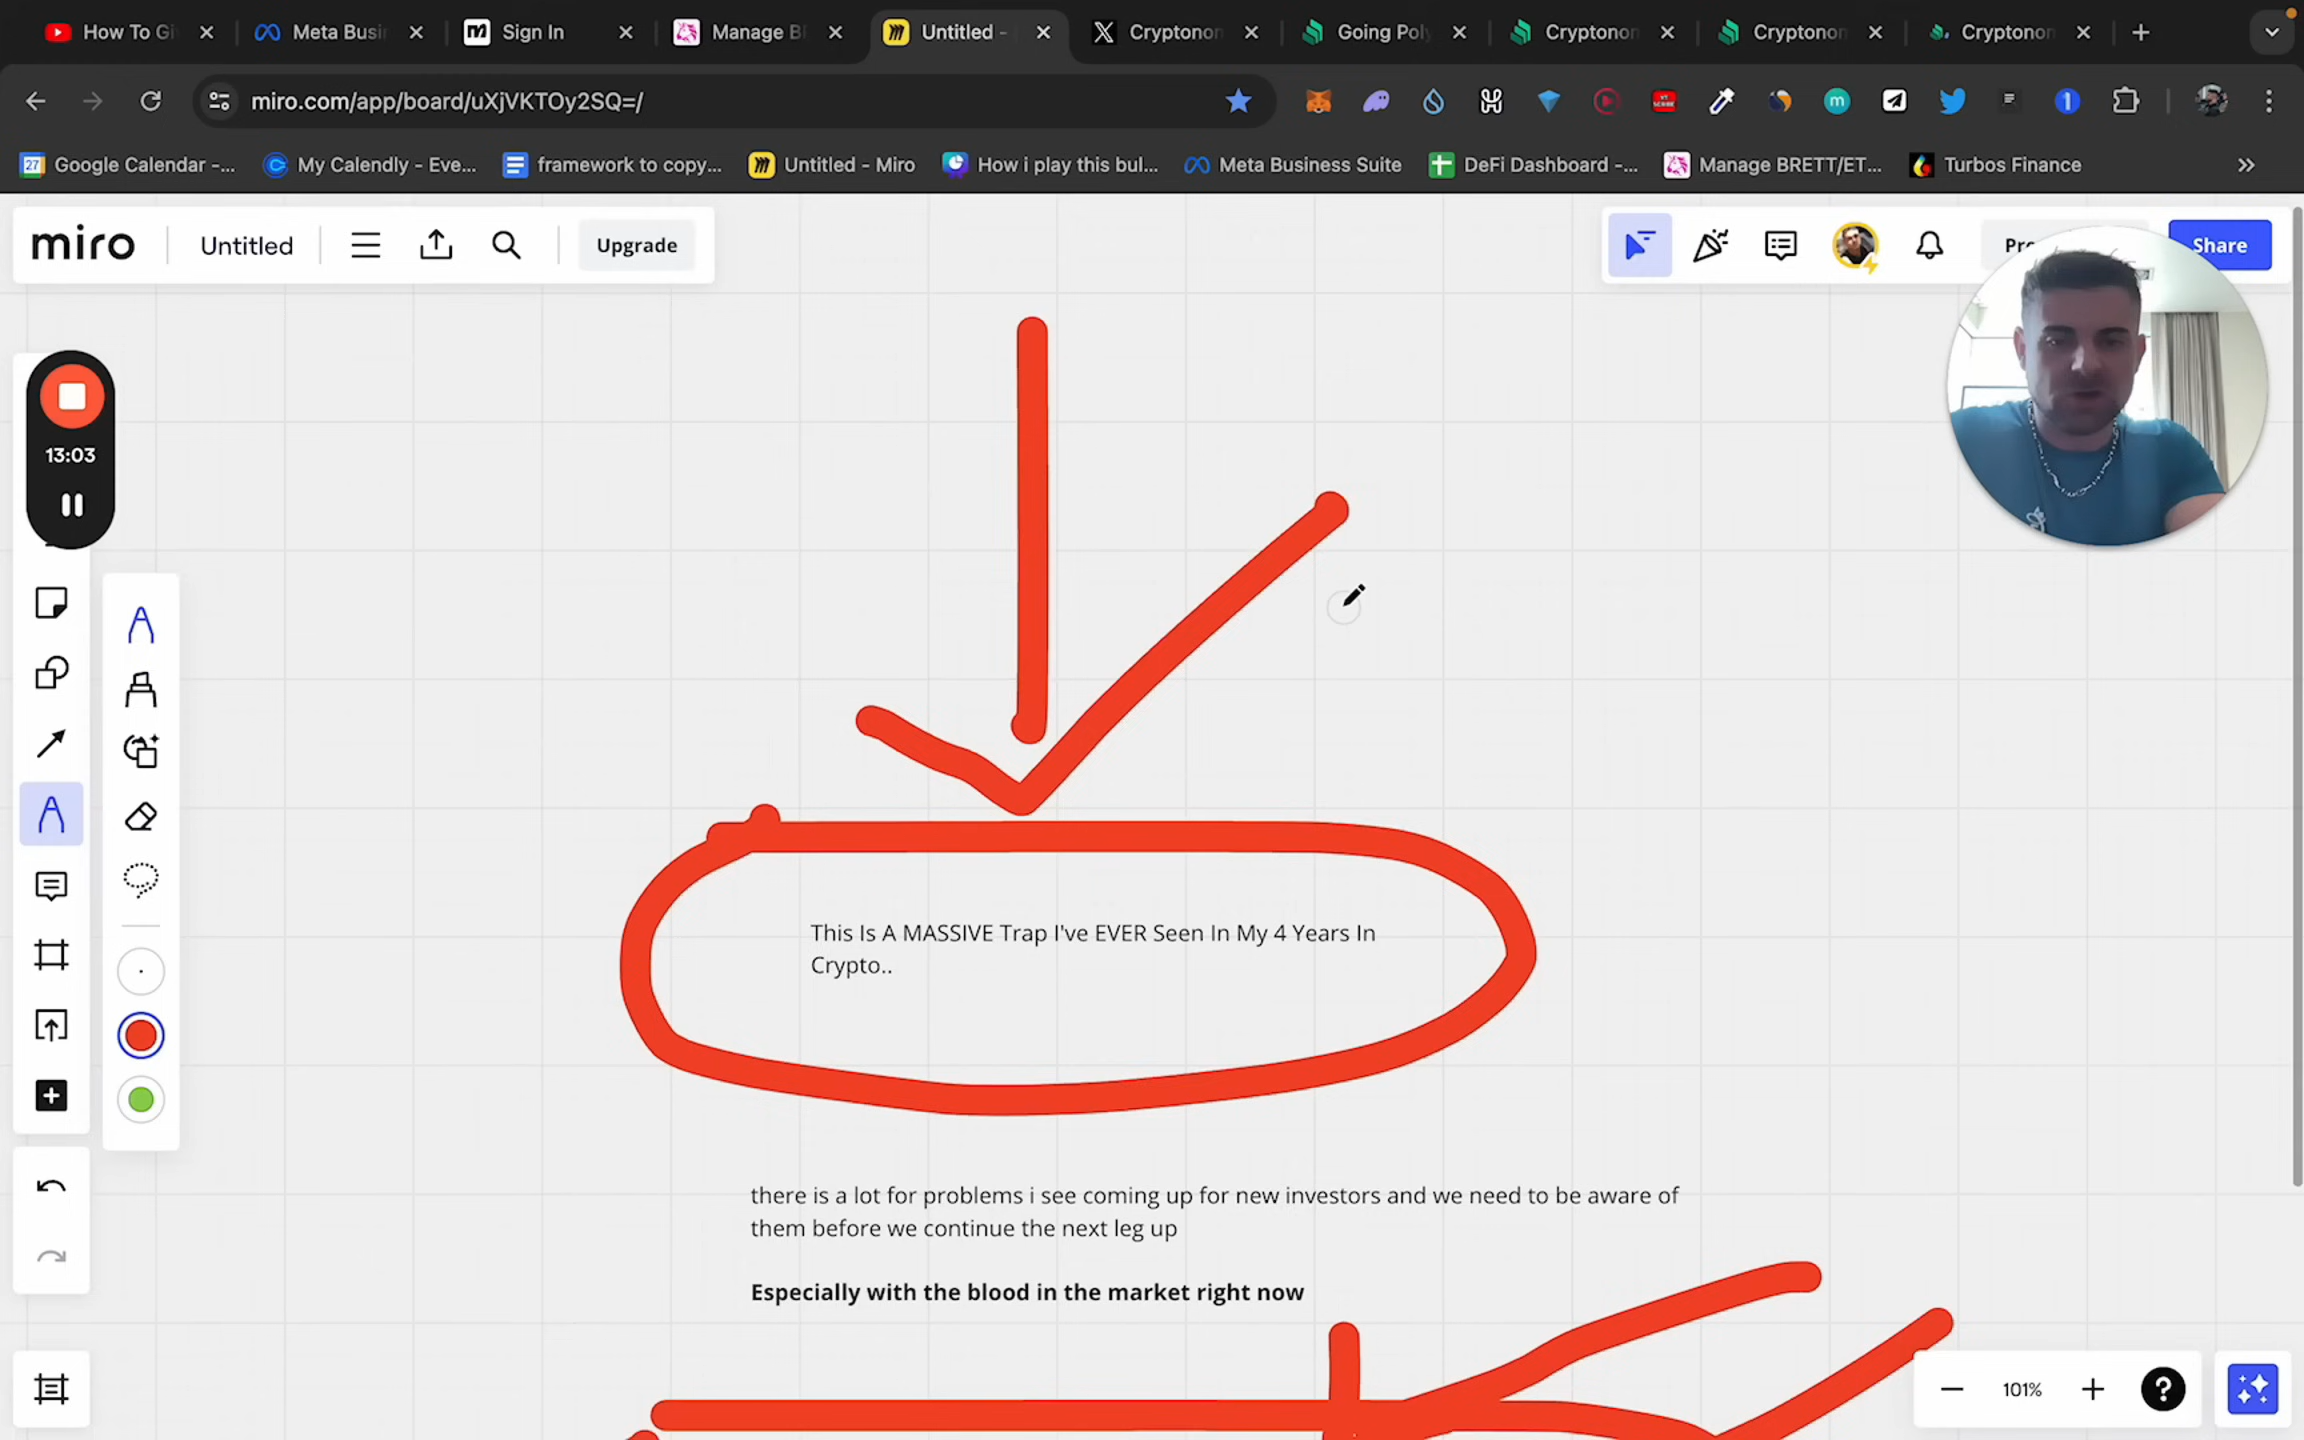 How To Gi
Meta Busi
Sign In
Manage B
Untitled -
Cryptonon
Going Poly
Cryptonon
Cryptonon
Cryptonon
miro.com/app/board/uXjVKTOy2SQ=/
Google Calendar -...
My Calendly - Eve...
framework to copy...
Untitled - Miro
How i play this bul...
Meta Business Suite
DeFi Dashboard -...
Manage BRETT/ET...
Turbos Finance
miro
Untitled
Upgrade
Share
13:03
This Is A MASSIVE Trap I've EVER Seen In My 4 Years In
Crypto..
there is a lot for problems i see coming up for new investors and we need to be aware of
them before we continue the next leg up
Especially with the blood in the market right now
101%